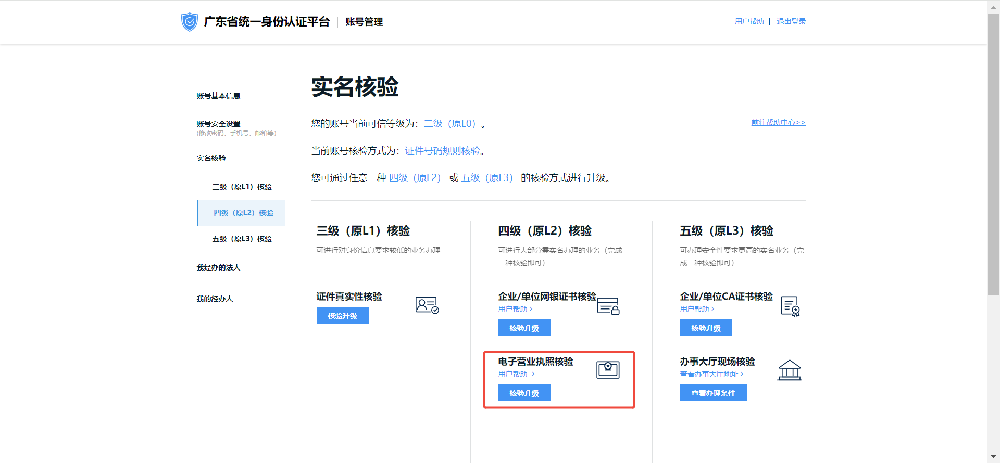 广东省统一身份认证平台 账号管理 用户帮助 | 退出登录
账号基本信息
账号安全设置
(修改密码、手机号、邮箱等)
实名核验
三级（原L1）核验
四级（原L2）核验
五级（原L3）核验
我经办的法人
我的经办人
实名核验
您的账号当前可信等级为：二级（原L0）。
前往帮助中心>>
当前账号核验方式为：证件号码规则核验。
您可通过任意一种 四级（原L2） 或 五级（原L3） 的核验方式进行升级。
三级（原L1）核验
可进行对身份信息要求较低的业务办理
证件真实性核验
核验升级
四级（原L2）核验
可进行大部分需实名办理的业务（完成
一种核验即可）
企业/单位网银证书核验
用户帮助 >
核验升级
电子营业执照核验
用户帮助 >
核验升级
五级（原L3）核验
可办理安全性要求更高的实名业务（完
成一种核验即可）
企业/单位CA证书核验
用户帮助 >
核验升级
办事大厅现场核验
查看办事大厅地址 >
查看办理条件